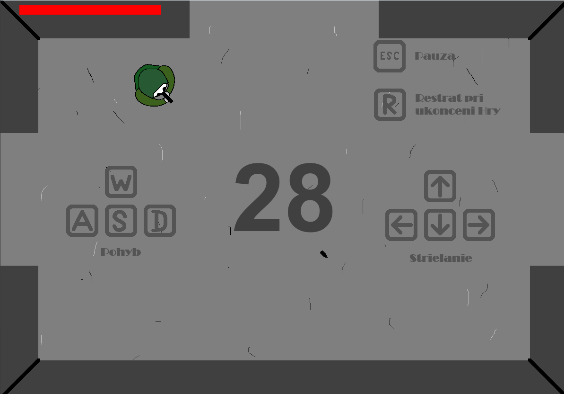 ESC Pauza
R Restrat pri
ukonceni Hry
W
A S D
Pohyb
28
Strielanie